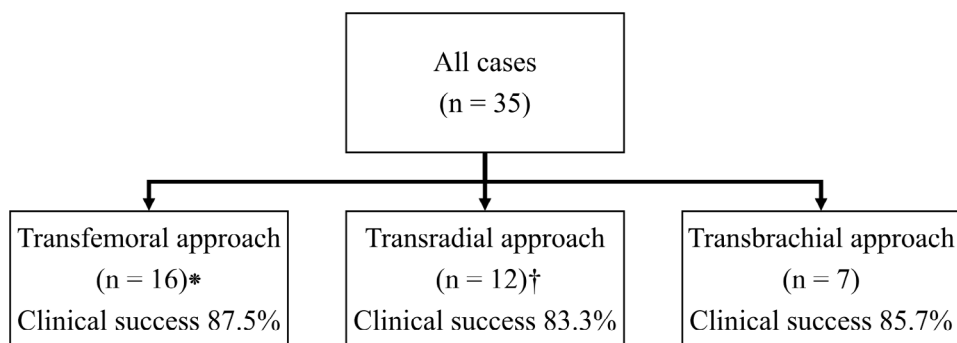 All cases
(n = 35)
Transfemoral approach
(n = 16)*
Clinical success 87.5%
Transradial approach
(n = 12)†
Clinical success 83.3%
Transbrachial approach
(n = 7)
Clinical success 85.7%